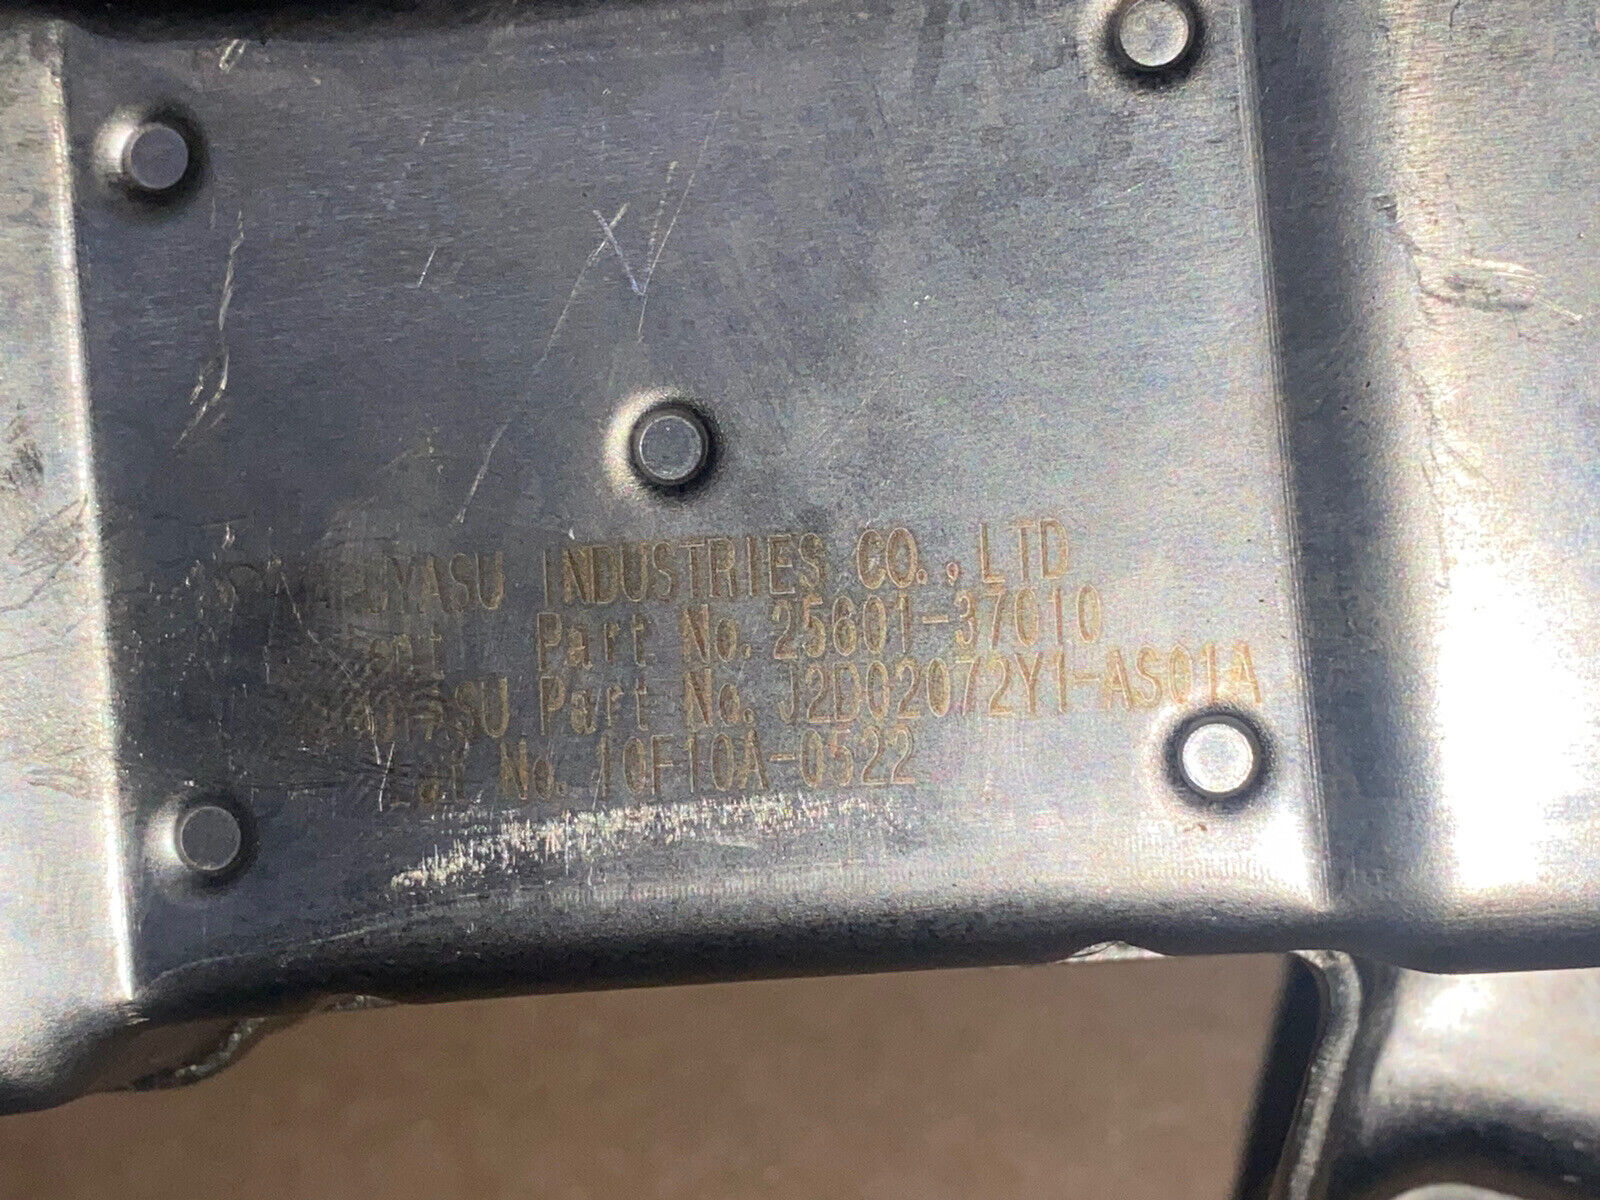 INDUSTRIES CO., LTD
Part No. 25601-37010
Part No. J2D02072Y1-AS01A
No. 10F10A-0522